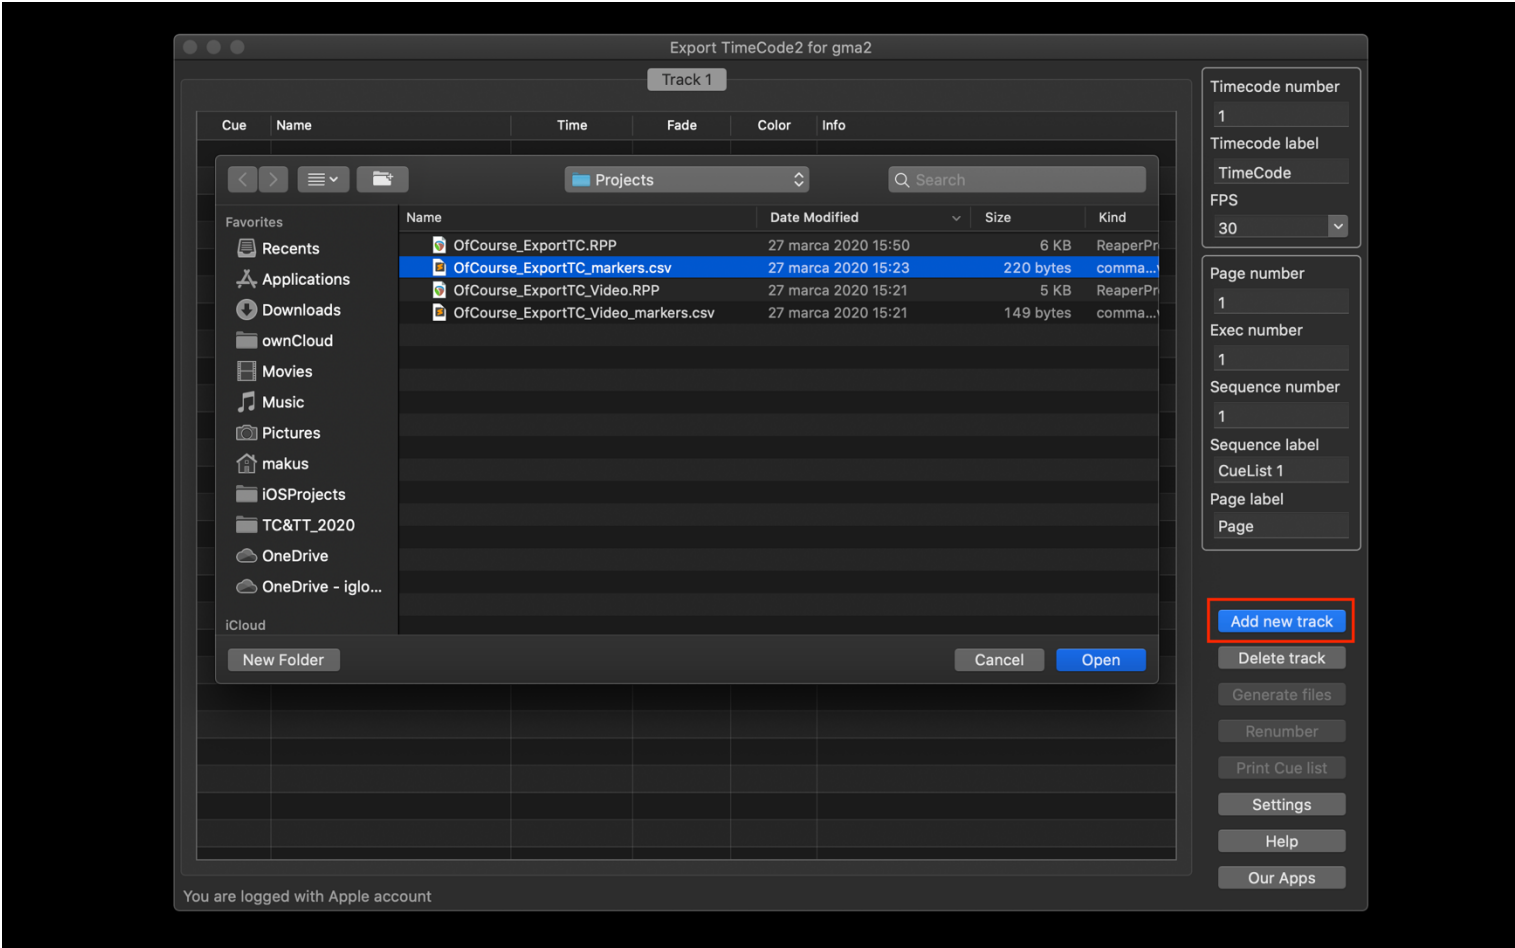 Export TimeCode2 for gma2
Track 1
Cue Name Time Fade Color Info
Projects
Search
Favorites
Recents
Applications
Downloads
ownCloud
Movies
Music
Pictures
makus
iOSProjects
TC&TT_2020
OneDrive
OneDrive - iglo...
iCloud
Name Date Modified Size Kind
OfCourse_ExportTC.RPP 27 marca 2020 15:50 6 KB ReaperPr
OfCourse_ExportTC_markers.csv 27 marca 2020 15:23 220 bytes comma...
OfCourse_ExportTC_Video.RPP 27 marca 2020 15:21 5 KB ReaperPr
OfCourse_ExportTC_Video_markers.csv 27 marca 2020 15:21 149 bytes comma...
New Folder
Cancel
Open
Timecode number
1
Timecode label
TimeCode
FPS
30
Page number
1
Exec number
1
Sequence number
1
Sequence label
CueList 1
Page label
Page
Add new track
Delete track
Generate files
Renumber
Print Cue list
Settings
Help
Our Apps
You are logged with Apple account